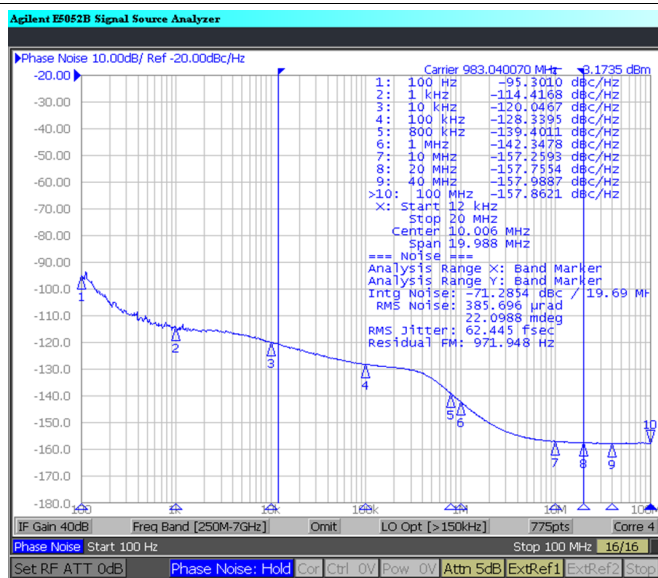 Agilent E5052B Signal Source Analyzer
▶Phase Noise 10.00dB/ Ref -20.00dBc/Hz
Carrier 983.040070 MHz -3.1735 dBm
1: 100 Hz -95.3010 dBc/Hz
2: 1 kHz -114.4168 dBc/Hz
3: 10 kHz -120.0467 dBc/Hz
4: 100 kHz -128.3395 dBc/Hz
5: 800 kHz -139.4011 dBc/Hz
6: 1 MHz -142.3478 dBc/Hz
7: 10 MHz -157.2593 dBc/Hz
8: 20 MHz -157.7554 dBc/Hz
9: 40 MHz -157.9887 dBc/Hz
>10: 100 MHz -157.8621 dBc/Hz
X: Start 12 kHz
Stop 20 MHz
Center 10.006 MHz
Span 19.988 MHz
=== Noise ===
Analysis Range X: Band Marker
Analysis Range Y: Band Marker
Intg Noise: -71.2854 dBc / 19.69 MH
RMS Noise: 385.696 µrad
22.0988 mdeg
RMS Jitter: 62.445 fsec
Residual FM: 971.948 Hz
-20.00
-30.00
-40.00
-50.00
-60.00
-70.00
-80.00
-90.00
-100.0
-110.0
-120.0
-130.0
-140.0
-150.0
-160.0
-170.0
-180.0
1
2
3
4
5
6
7
8
9
10
100 1k 10k 100k 1M 10M 100M
IF Gain 40dB Freq Band [250M-7GHz] Omit LO Opt [>150kHz] 775pts Corre 4
Phase Noise Start 100 Hz Stop 100 MHz 16/16
Set RF ATT 0dB Phase Noise: Hold Cor Ctrl 0V Pow 0V Attn 5dB ExtRef1 ExtRef2 Stop